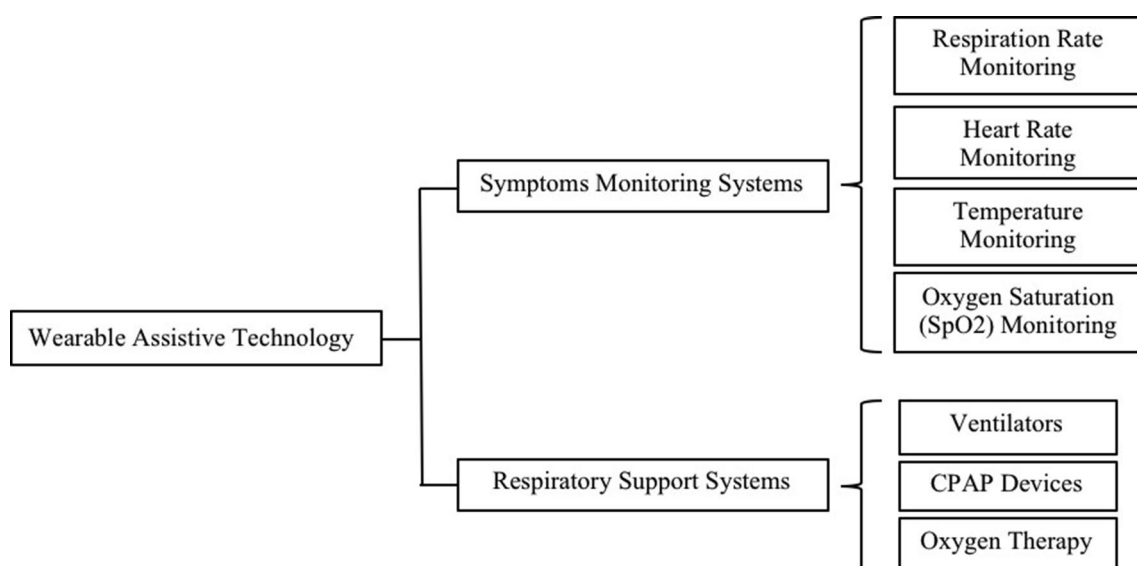 Respiration Rate
Monitoring
Heart Rate
Monitoring
Symptoms Monitoring Systems
Temperature
Monitoring
Oxygen Saturation
(SpO2) Monitoring
Wearable Assistive Technology
Ventilators
Respiratory Support Systems
CPAP Devices
Oxygen Therapy